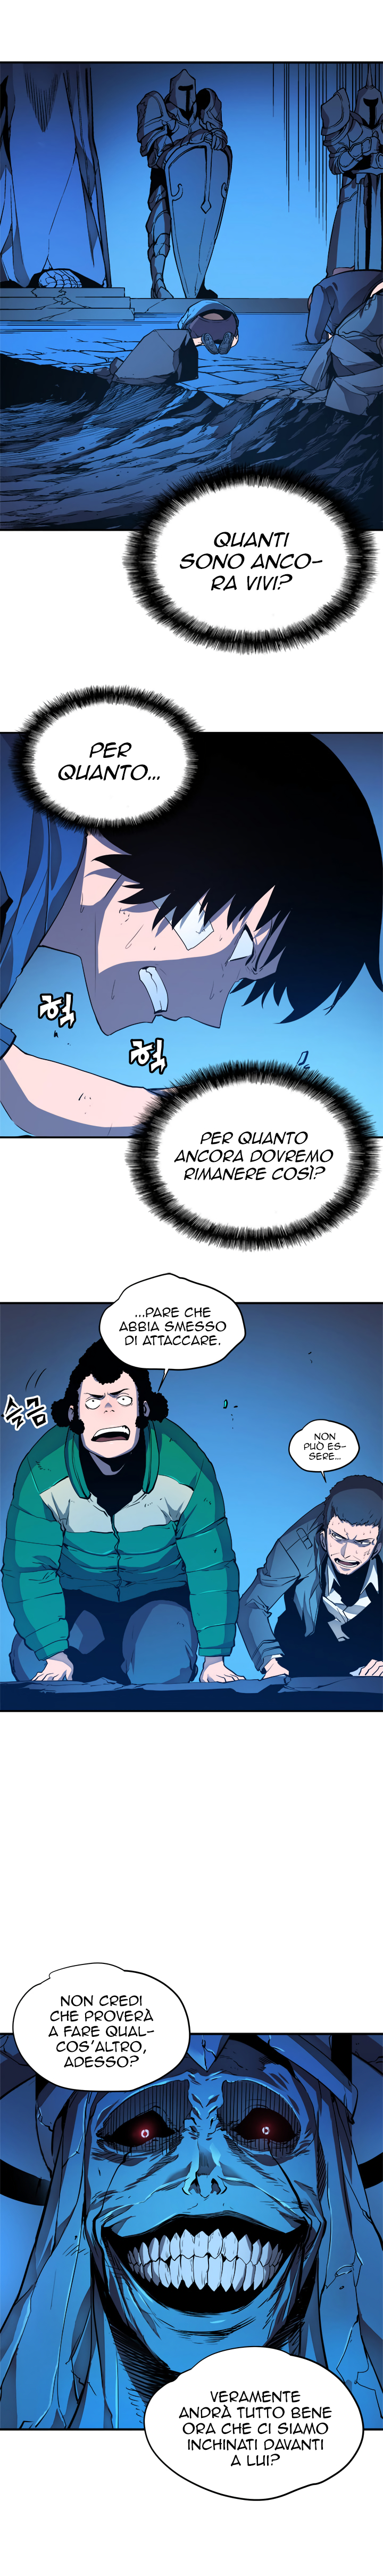 QUANTI
SONO ANCO-
RA VIVI?
PER
QUANTO...
헉
헉
PER QUANTO
ANCORA DOVREMO
RIMANERE COSÌ?
...PARE CHE
ABBIA SMESSO
DI ATTACCARE.
슬금
NON
PUÒ ES-
SERE...
NON CREDI
CHE PROVERÀ
A FARE QUAL-
COS'ALTRO,
ADESSO?
VERAMENTE
ANDRÀ TUTTO BENE
ORA CHE CI SIAMO
INCHINATI DAVANTI
A LUI?